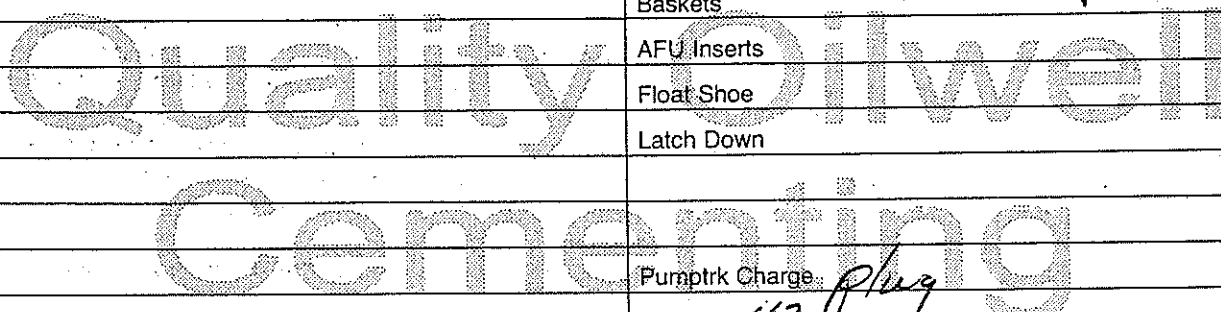 Baskets
AFU Inserts
Quality Oilwell
Float Shoe
Latch Down
Cementing
Pumptrk Charge plug